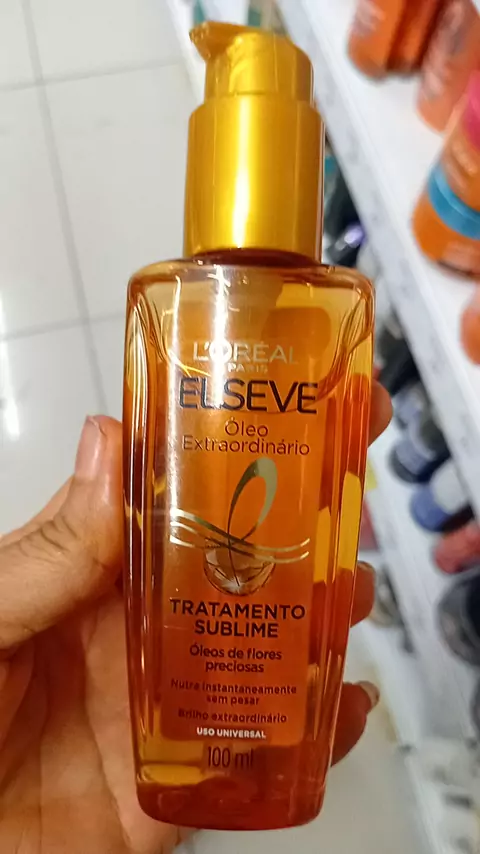 L'ORÉAL
PARIS
ELSEVE
Óleo
Extraordinário
TRATAMENTO
SUBLIME
Óleos de flores
preciosas
Nutre instantaneamente
sem pesar
Brilho extraordinário
USO UNIVERSAL
100 ml